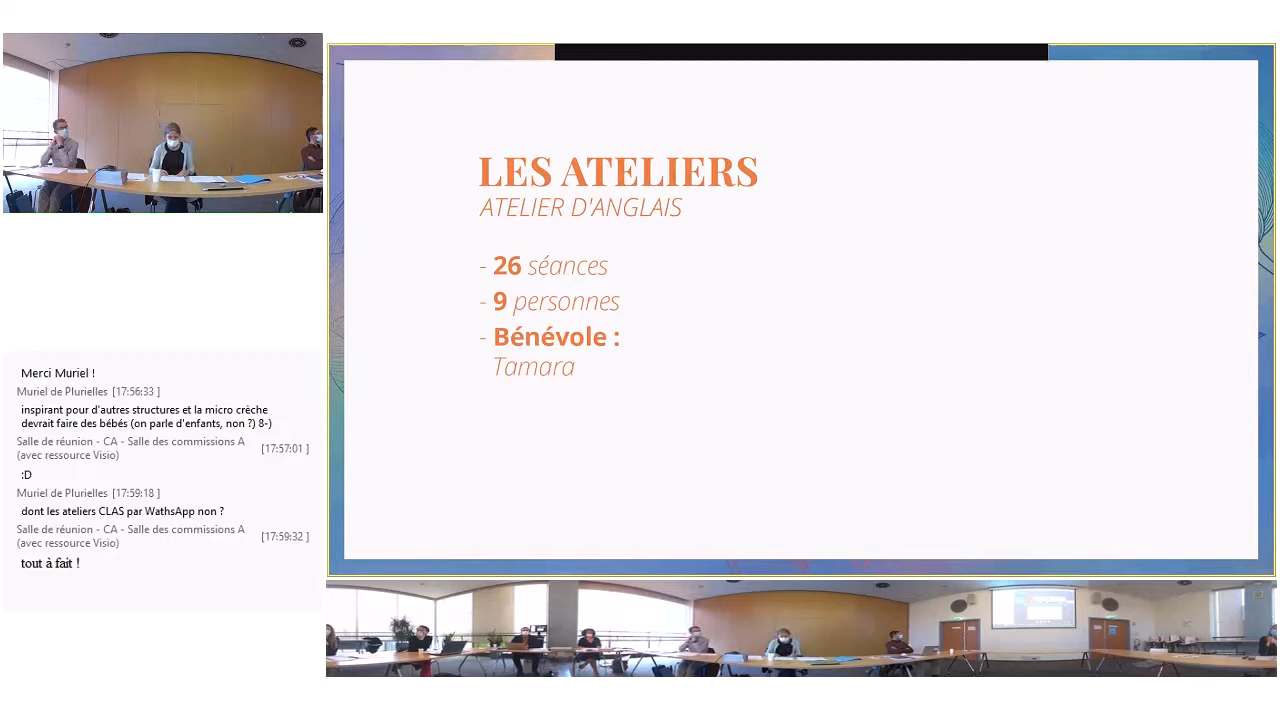 LES ATELIERS
ATELIER D'ANGLAIS
- 26 séances
- 9 personnes
- Bénévole :
Tamara
Merci Muriel !
Muriel de Plurielles [17:56:33 ]
inspirant pour d'autres structures et la micro crèche
devrait faire des bébés (on parle d'enfants, non ?) 8-)
Salle de réunion - CA - Salle des commissions A
(avec ressource Visio) [17:57:01 ]
:D
Muriel de Plurielles [17:59:18 ]
dont les ateliers CLAS par WathsApp non ?
Salle de réunion - CA - Salle des commissions A
(avec ressource Visio) [17:59:32 ]
tout à fait !